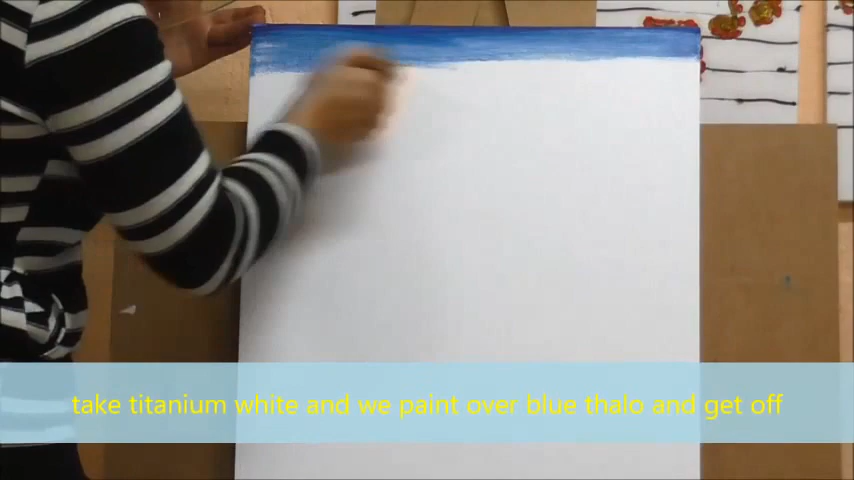 take titanium white and we paint over blue thalo and get off